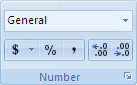 General
$ % , .0 .00 .00 .0
Number